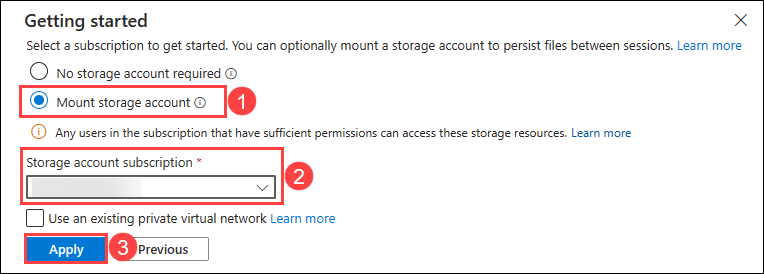 Getting started
Select a subscription to get started. You can optionally mount a storage account to persist files between sessions. Learn more
No storage account required
Mount storage account
1
Any users in the subscription that have sufficient permissions can access these storage resources. Learn more
Storage account subscription *
2
Use an existing private virtual network Learn more
Apply 3 Previous